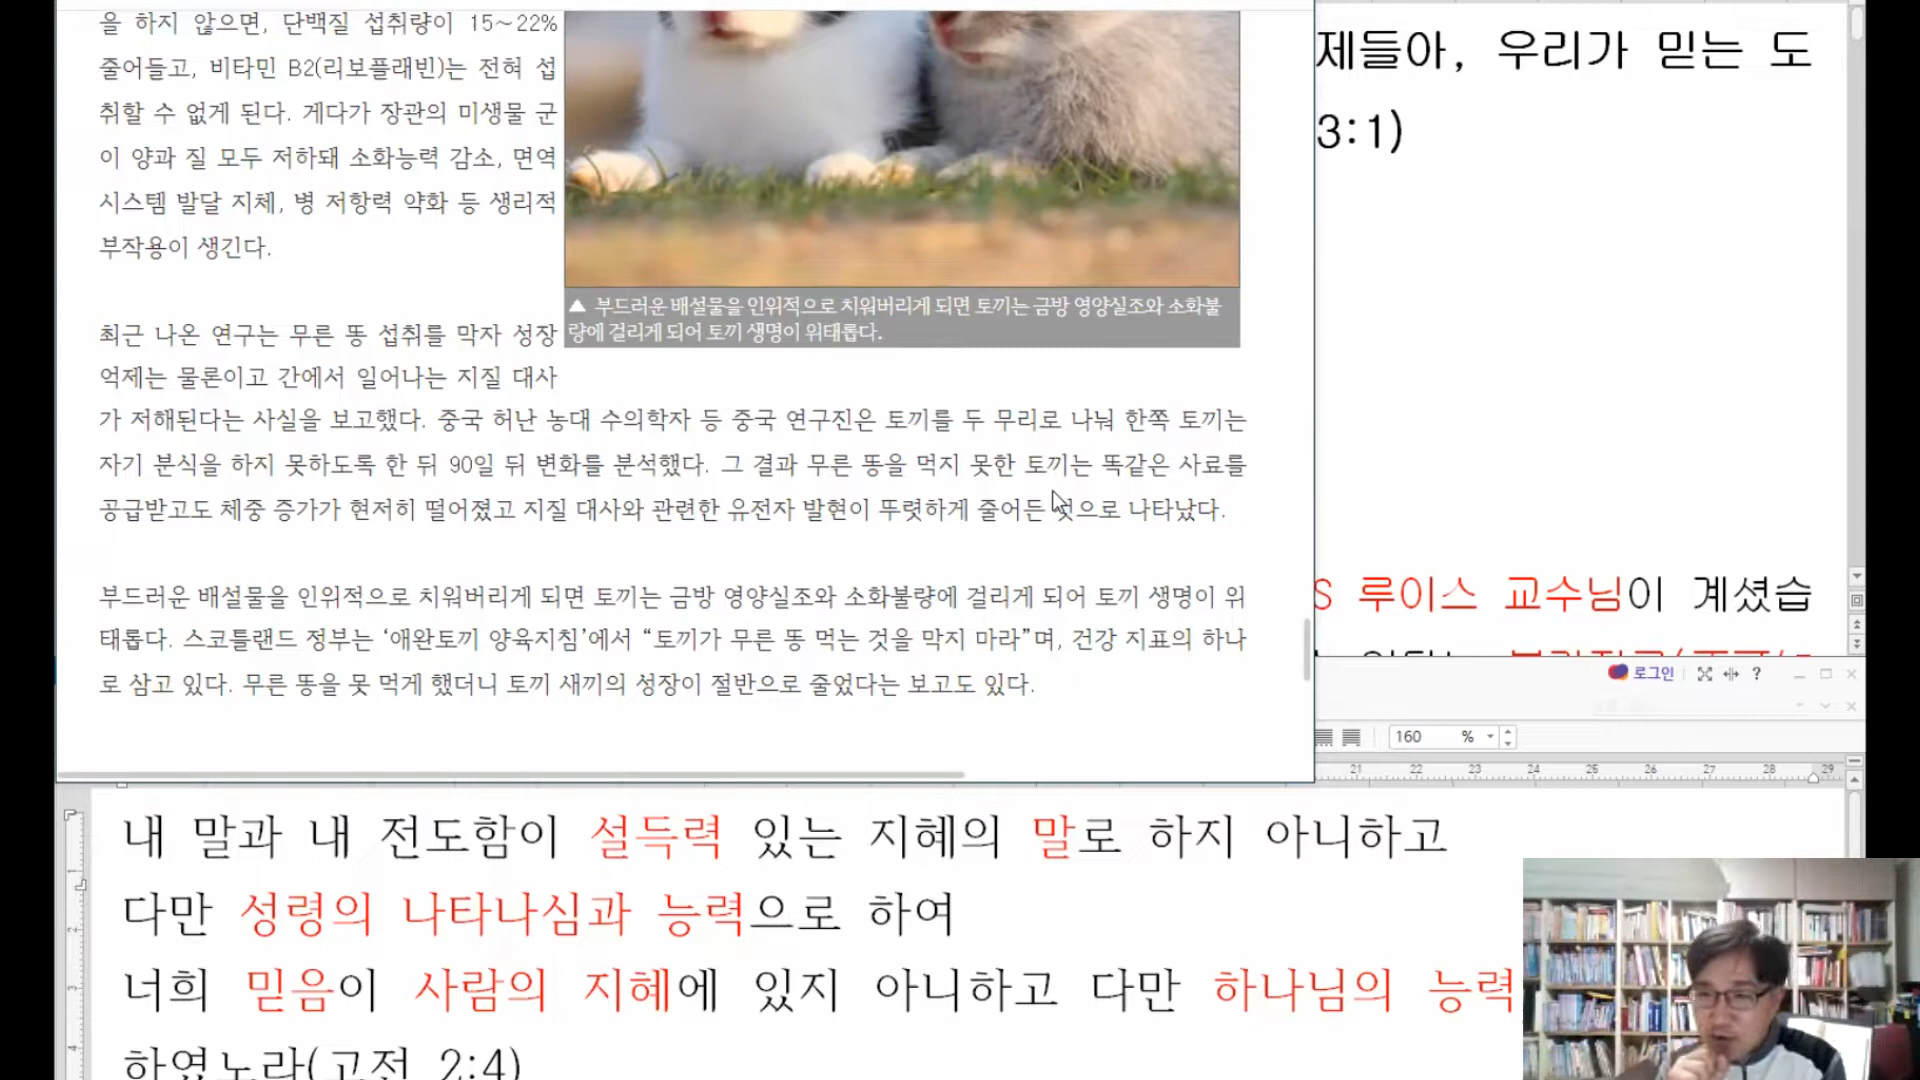 을 하지 않으면, 단백질 섭취량이 15~22%
줄어들고, 비타민 B2(리보플래빈)는 전혀 섭
취할 수 없게 된다. 게다가 장관의 미생물 군
이 양과 질 모두 저하돼 소화능력 감소, 면역
시스템 발달 지체, 병 저항력 약화 등 생리적
부작용이 생긴다.
▲ 부드러운 배설물을 인위적으로 치워버리게 되면 토끼는 금방 영양실조와 소화불
량에 걸리게 되어 토끼 생명이 위태롭다.
최근 나온 연구는 무른 똥 섭취를 막자 성장
억제는 물론이고 간에서 일어나는 지질 대사
가 저해된다는 사실을 보고했다. 중국 허난 농대 수의학자 등 중국 연구진은 토끼를 두 무리로 나눠 한쪽 토끼는
자기 분식을 하지 못하도록 한 뒤 90일 뒤 변화를 분석했다. 그 결과 무른 똥을 먹지 못한 토끼는 똑같은 사료를
공급받고도 체중 증가가 현저히 떨어졌고 지질 대사와 관련한 유전자 발현이 뚜렷하게 줄어든 것으로 나타났다.
부드러운 배설물을 인위적으로 치워버리게 되면 토끼는 금방 영양실조와 소화불량에 걸리게 되어 토끼 생명이 위
태롭다. 스코틀랜드 정부는 ‘애완토끼 양육지침’에서 “토끼가 무른 똥 먹는 것을 막지 마라”며, 건강 지표의 하나
로 삼고 있다. 무른 똥을 못 먹게 했더니 토끼 새끼의 성장이 절반으로 줄었다는 보고도 있다.
제들아, 우리가 믿는 도
3:1)
S 루이스 교수님이 계셨습
로그인 ?
160 %
21 22 23 24 25 26 27 28 29
내 말과 내 전도함이 설득력 있는 지혜의 말로 하지 아니하고
다만 성령의 나타나심과 능력으로 하여
너희 믿음이 사람의 지혜에 있지 아니하고 다만 하나님의 능력
하였노라(고전 2:4)